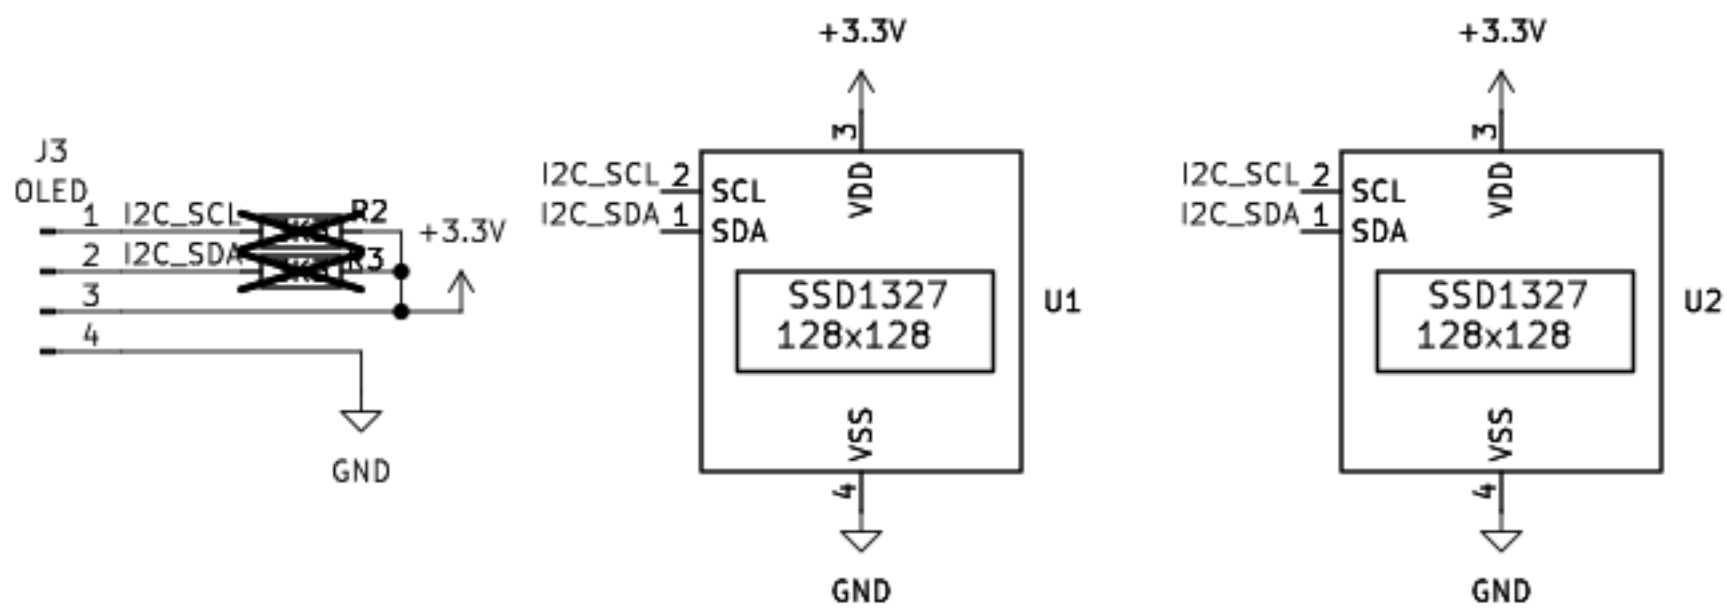 J3
OLED
1
I2C_SCL
R2
+3.3V
2
I2C_SDA
R3
3
4
GND
+3.3V
3
I2C_SCL 2
SCL
VDD
I2C_SDA 1
SDA
SSD1327
128x128
U1
VSS
4
GND
+3.3V
3
I2C_SCL 2
SCL
VDD
I2C_SDA 1
SDA
SSD1327
128x128
U2
VSS
4
GND